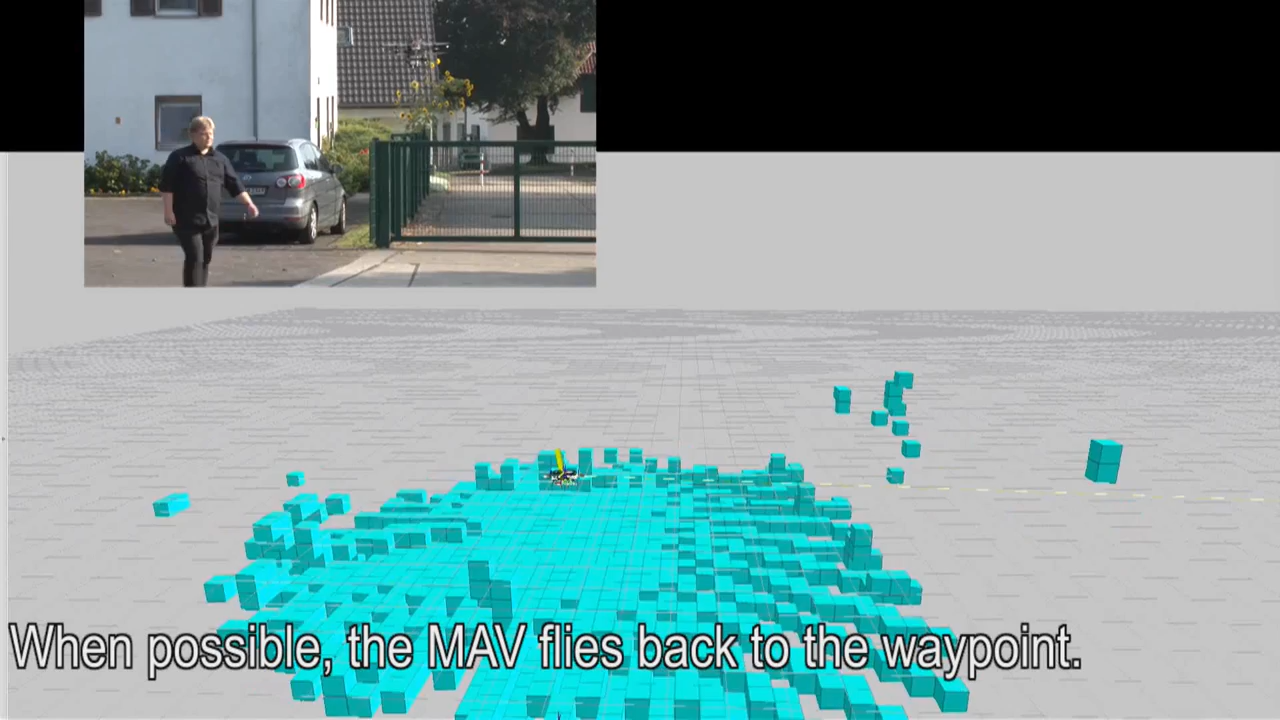 When possible, the MAV flies back to the waypoint.